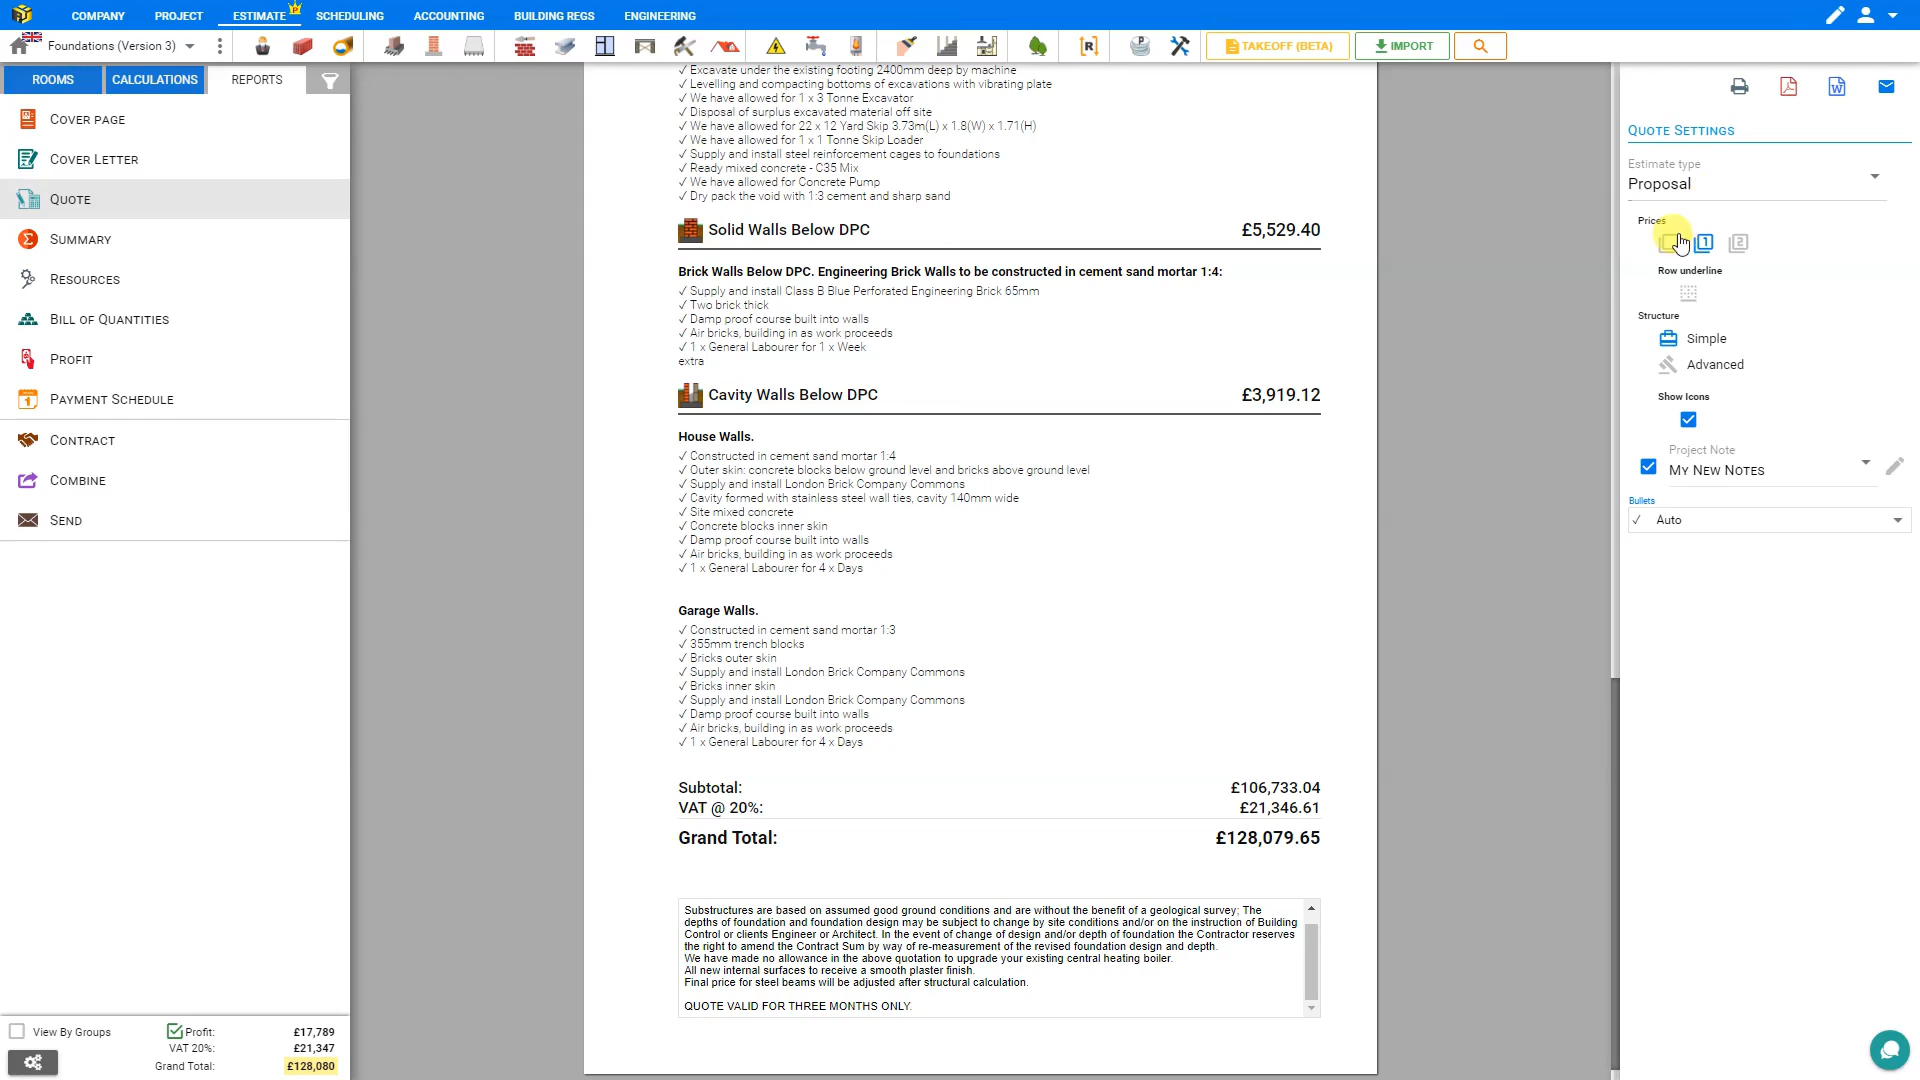 COMPANY PROJECT ESTIMATE SCHEDULING ACCOUNTING BUILDING REGS ENGINEERING
Foundations (Version 3) TAKEOFF (BETA) IMPORT
ROOMS CALCULATIONS REPORTS
COVER PAGE
COVER LETTER
QUOTE
SUMMARY
RESOURCES
BILL OF QUANTITIES
PROFIT
PAYMENT SCHEDULE
CONTRACT
COMBINE
SEND
View By Groups
Profit: £17,789
VAT 20%: £21,347
Grand Total: £128,080
✓ Excavate under the existing footing 2400mm deep by machine
✓ Levelling and compacting bottoms of excavations with vibrating plate
✓ We have allowed for 1 x 3 Tonne Excavator
✓ Disposal of surplus excavated material off site
✓ We have allowed for 22 x 12 Yard Skip 3.73m(L) x 1.8(W) x 1.71(H)
✓ We have allowed for 1 x 1 Tonne Skip Loader
✓ Supply and install steel reinforcement cages to foundations
✓ Ready mixed concrete - C35 Mix
✓ We have allowed for Concrete Pump
✓ Dry pack the void with 1:3 cement and sharp sand
Solid Walls Below DPC £5,529.40
Brick Walls Below DPC. Engineering Brick Walls to be constructed in cement sand mortar 1:4:
✓ Supply and install Class B Blue Perforated Engineering Brick 65mm
✓ Two brick thick
✓ Damp proof course built into walls
✓ Air bricks, building in as work proceeds
✓ 1 x General Labourer for 1 x Week
extra
Cavity Walls Below DPC £3,919.12
House Walls.
✓ Constructed in cement sand mortar 1:4
✓ Outer skin: concrete blocks below ground level and bricks above ground level
✓ Supply and install London Brick Company Commons
✓ Cavity formed with stainless steel wall ties, cavity 140mm wide
✓ Site mixed concrete
✓ Concrete blocks inner skin
✓ Damp proof course built into walls
✓ Air bricks, building in as work proceeds
✓ 1 x General Labourer for 4 x Days
Garage Walls.
✓ Constructed in cement sand mortar 1:3
✓ 355mm trench blocks
✓ Bricks outer skin
✓ Supply and install London Brick Company Commons
✓ Bricks inner skin
✓ Supply and install London Brick Company Commons
✓ Damp proof course built into walls
✓ Air bricks, building in as work proceeds
✓ 1 x General Labourer for 4 x Days
Subtotal: £106,733.04
VAT @ 20%: £21,346.61
Grand Total: £128,079.65
Substructures are based on assumed good ground conditions and are without the benefit of a geological survey; The
depths of foundation and foundation design may be subject to change by site conditions and/or on the instruction of Building
Control or clients Engineer or Architect. In the event of change of design and/or depth of foundation the Contractor reserves
the right to amend the Contract Sum by way of re-measurement of the revised foundation design and depth.
We have made no allowance in the above quotation to upgrade your existing central heating boiler.
All new internal surfaces to receive a smooth plaster finish.
Final price for steel beams will be adjusted after structural calculation.
QUOTE VALID FOR THREE MONTHS ONLY.
QUOTE SETTINGS
Estimate type
Proposal
Prices
1 2
Row underline
Structure
Simple
Advanced
Show Icons
Project Note
MY NEW NOTES
Bullets
✓ Auto